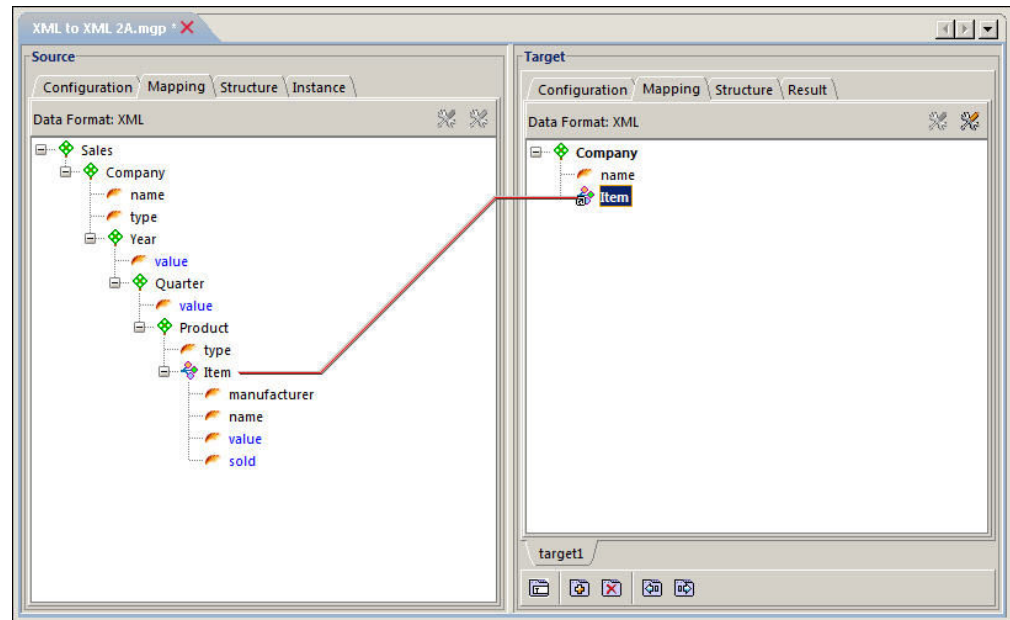 XML to XML 2A.mgp *
Source
Configuration Mapping Structure Instance
Data Format: XML
Sales
Company
name
type
Year
value
Quarter
value
Product
type
Item
manufacturer
name
value
sold
Target
Configuration Mapping Structure Result
Data Format: XML
Company
name
Item
target1